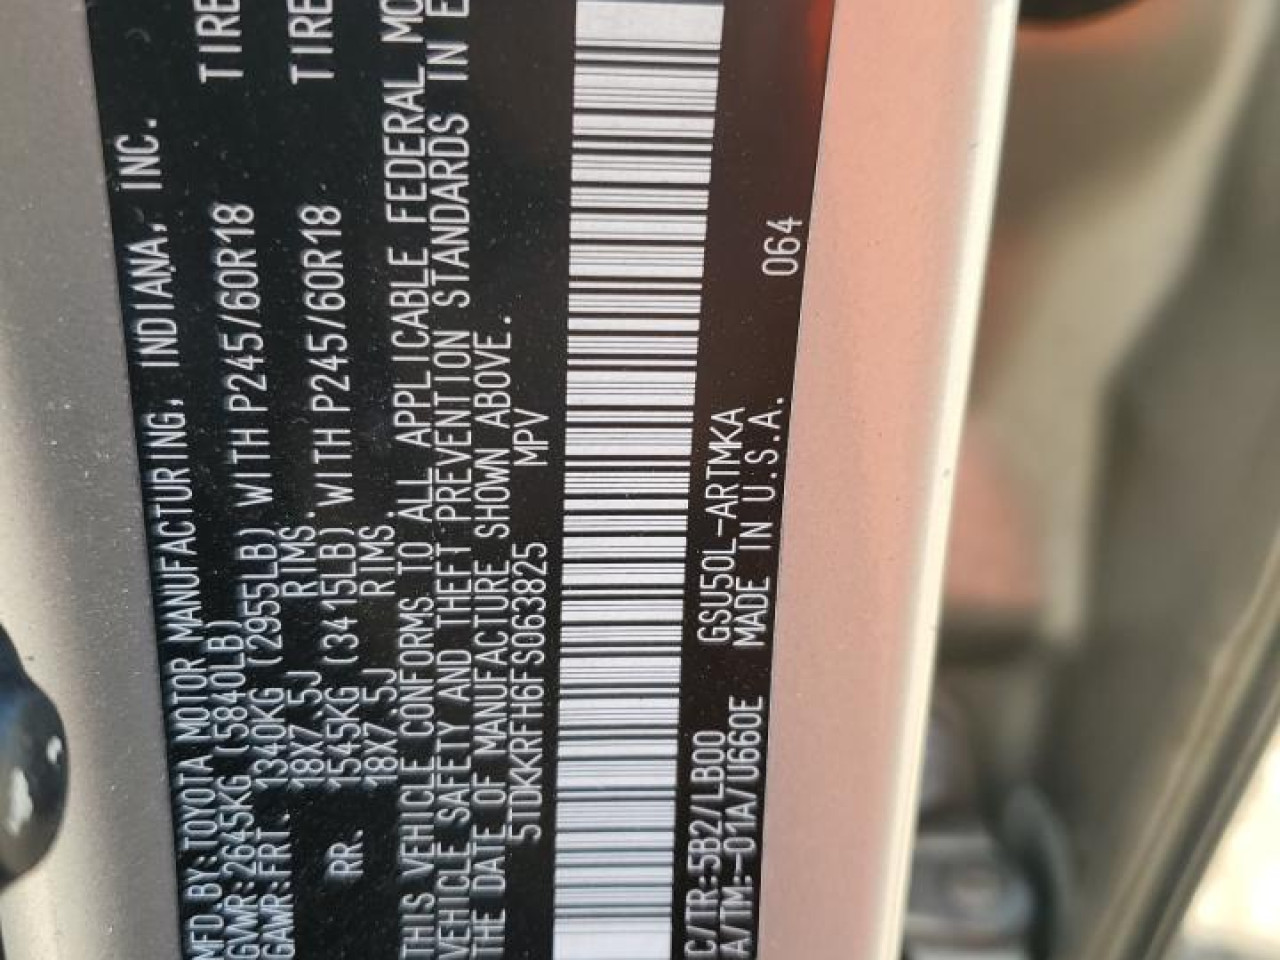 MFD.BY:TOYOTA MOTOR MANUFACTURING, INDIANA, INC.
GVWR:2645KG (5840LB)
GAWR:FRT. 1340KG (2955LB) WITH P245/60R18 TIRE
18X7.5J RIMS.
RR. 1545KG (3415LB) WITH P245/60R18 TIRE
18X7.5J RIMS.
THIS VEHICLE CONFORMS TO ALL APPLICABLE FEDERAL MO
VEHICLE SAFETY AND THEFT PREVENTION STANDARDS IN E
THE DATE OF MANUFACTURE SHOWN ABOVE.
5TDKKRFH6FS063825 MPV
C/TR:5B2/LB00 GSU50L-ARTMKA 064
A/TM:-01A/U660E MADE IN U.S.A.